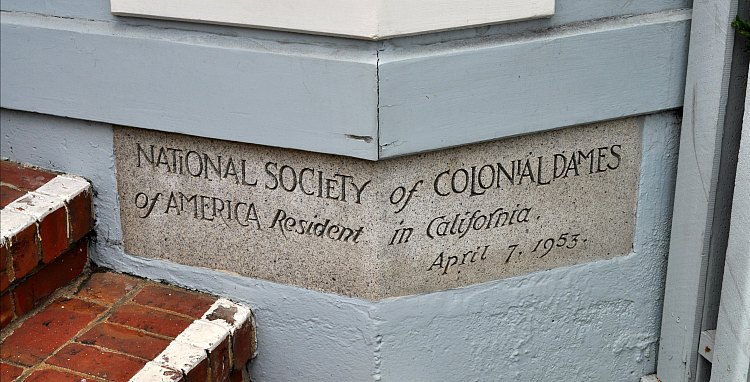 NATIONAL SOCIETY of COLONIAL DAMES
of AMERICA Resident in California.
April 7, 1953.